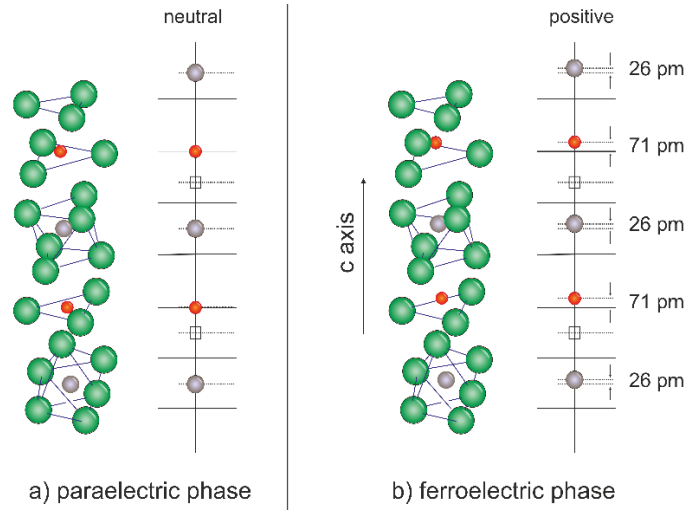 neutral
positive
26 pm
71 pm
26 pm
71 pm
26 pm
c axis
a) paraelectric phase
b) ferroelectric phase